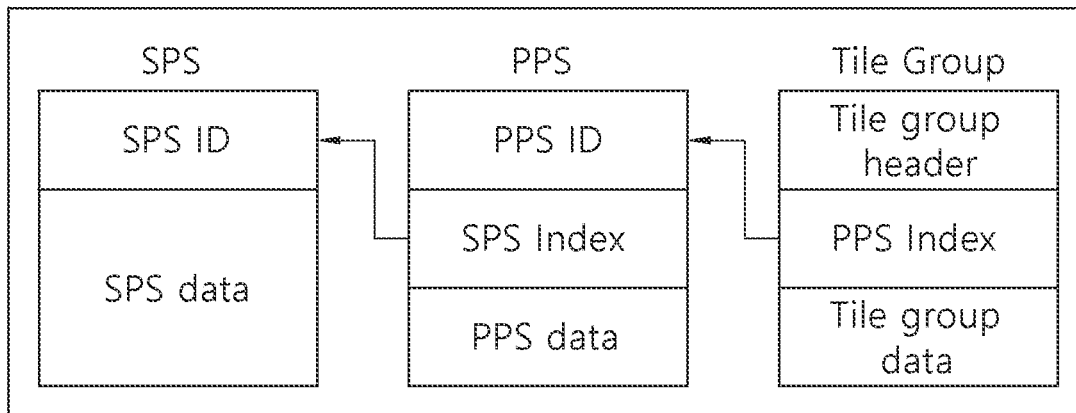 SPS
SPS ID
SPS data
PPS
PPS ID
SPS Index
PPS data
Tile Group
Tile group
header
PPS Index
Tile group
data